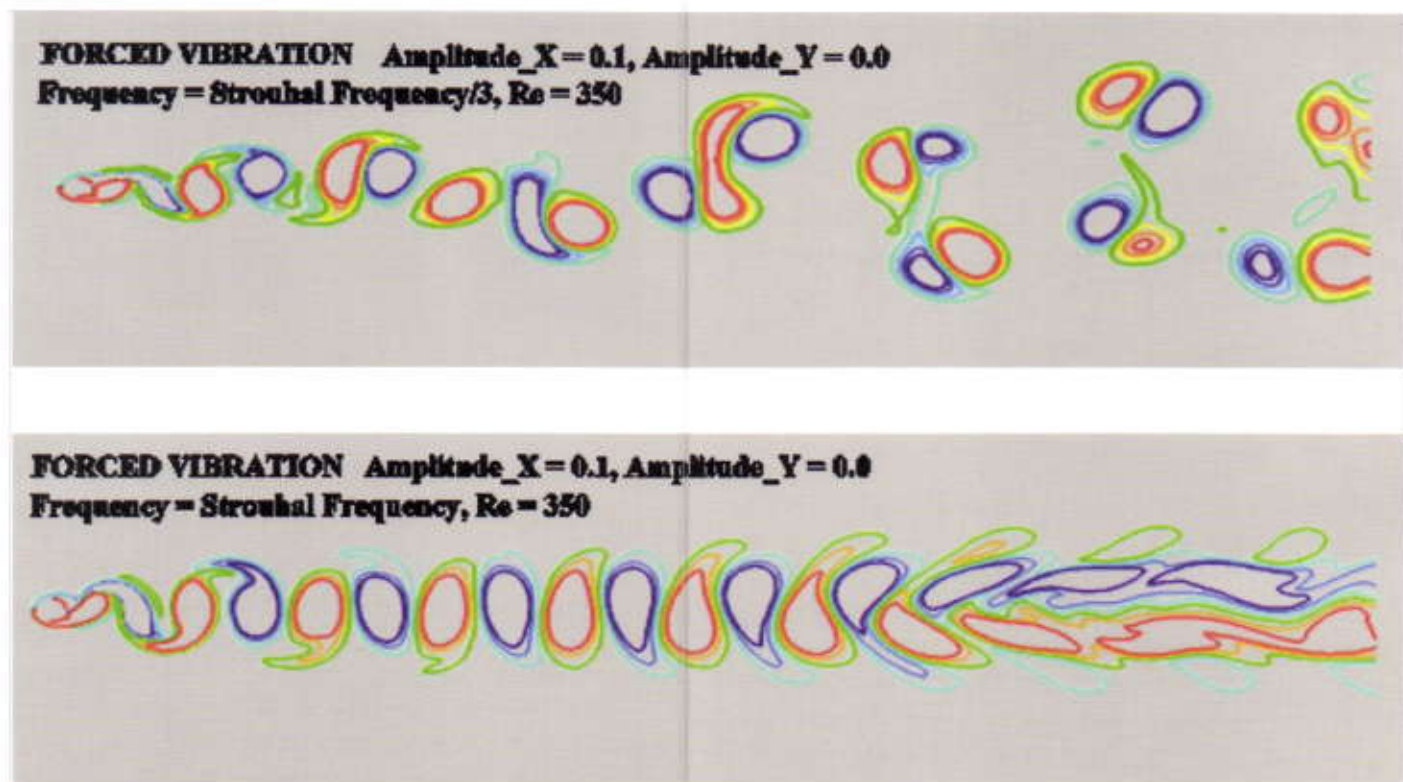 FORCED VIBRATION Amplitude_X = 0.1, Amplitude_Y = 0.0
Frequency = Strouhal Frequency/3, Re = 350
FORCED VIBRATION Amplitude_X = 0.1, Amplitude_Y = 0.0
Frequency = Strouhal Frequency, Re = 350